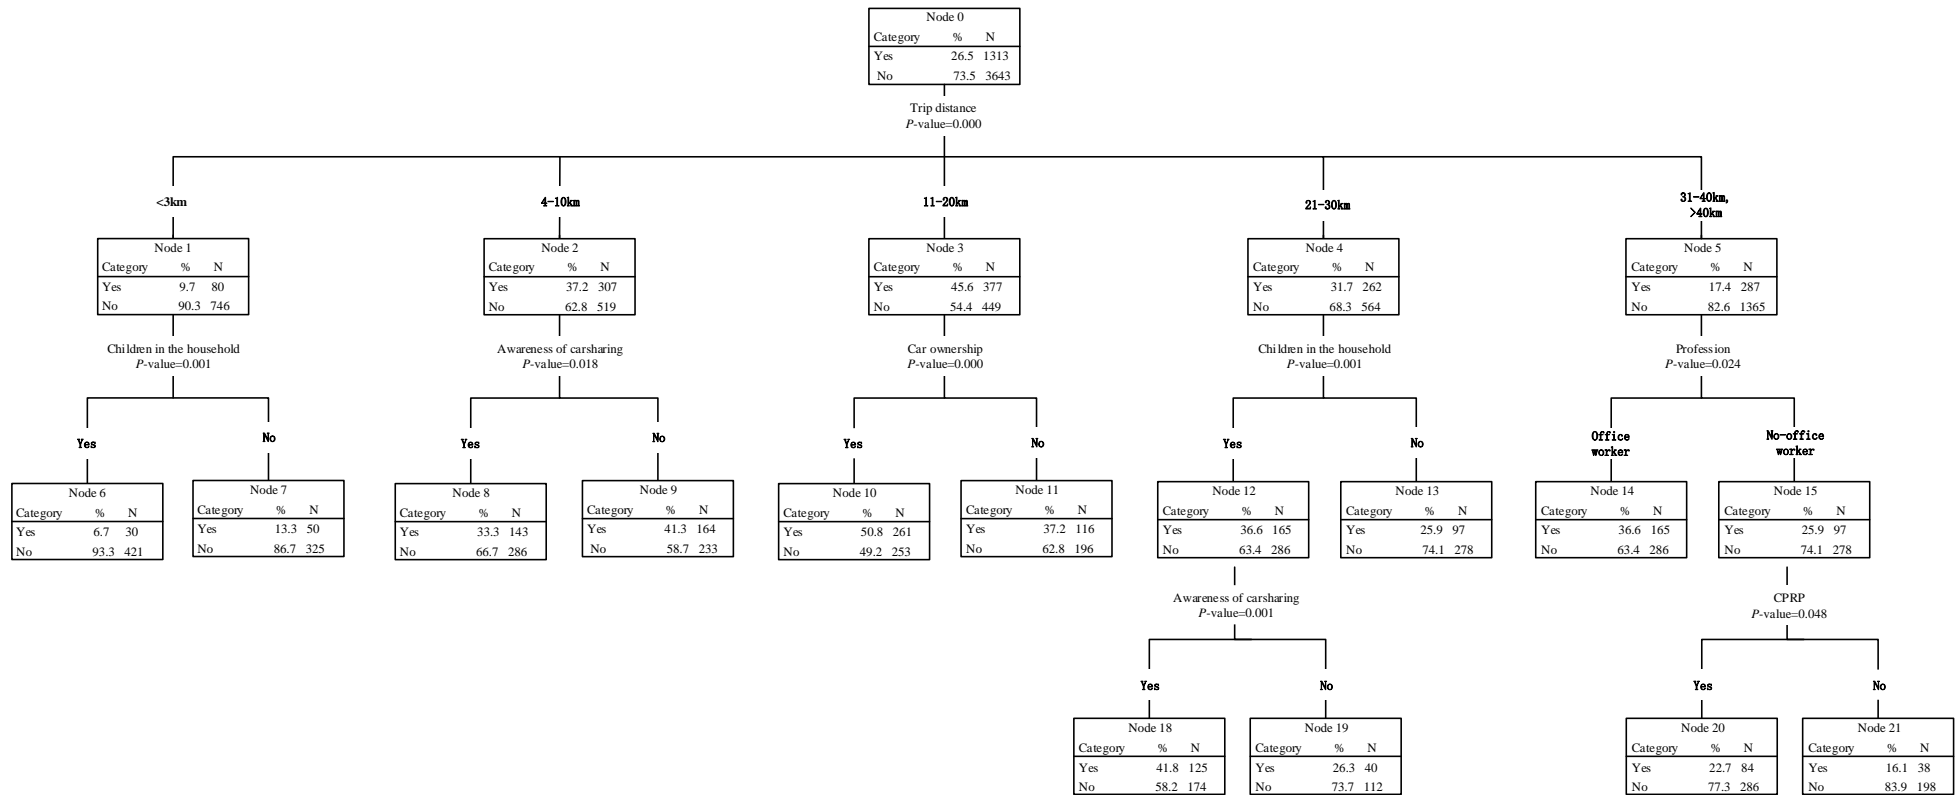 Node 0
Category % N
Yes 26.5 1313
No 73.5 3643
Trip distance
P-value=0.000
<3km
4-10km
11-20km
21-30km
31-40km,
>40km
Node 1
Category % N
Yes 9.7 80
No 90.3 746
Node 2
Category % N
Yes 37.2 307
No 62.8 519
Node 3
Category % N
Yes 45.6 377
No 54.4 449
Node 4
Category % N
Yes 31.7 262
No 68.3 564
Node 5
Category % N
Yes 17.4 287
No 82.6 1365
Children in the household
P-value=0.001
Awareness of carsharing
P-value=0.018
Car ownership
P-value=0.000
Children in the household
P-value=0.001
Profession
P-value=0.024
Yes
No
Yes
No
Yes
No
Yes
No
Office
worker
No-office
worker
Node 6
Category % N
Yes 6.7 30
No 93.3 421
Node 7
Category % N
Yes 13.3 50
No 86.7 325
Node 8
Category % N
Yes 33.3 143
No 66.7 286
Node 9
Category % N
Yes 41.3 164
No 58.7 233
Node 10
Category % N
Yes 50.8 261
No 49.2 253
Node 11
Category % N
Yes 37.2 116
No 62.8 196
Node 12
Category % N
Yes 36.6 165
No 63.4 286
Node 13
Category % N
Yes 25.9 97
No 74.1 278
Node 14
Category % N
Yes 36.6 165
No 63.4 286
Node 15
Category % N
Yes 25.9 97
No 74.1 278
Awareness of carsharing
P-value=0.001
CPRP
P-value=0.048
Yes
No
Yes
No
Node 18
Category % N
Yes 41.8 125
No 58.2 174
Node 19
Category % N
Yes 26.3 40
No 73.7 112
Node 20
Category % N
Yes 22.7 84
No 77.3 286
Node 21
Category % N
Yes 16.1 38
No 83.9 198